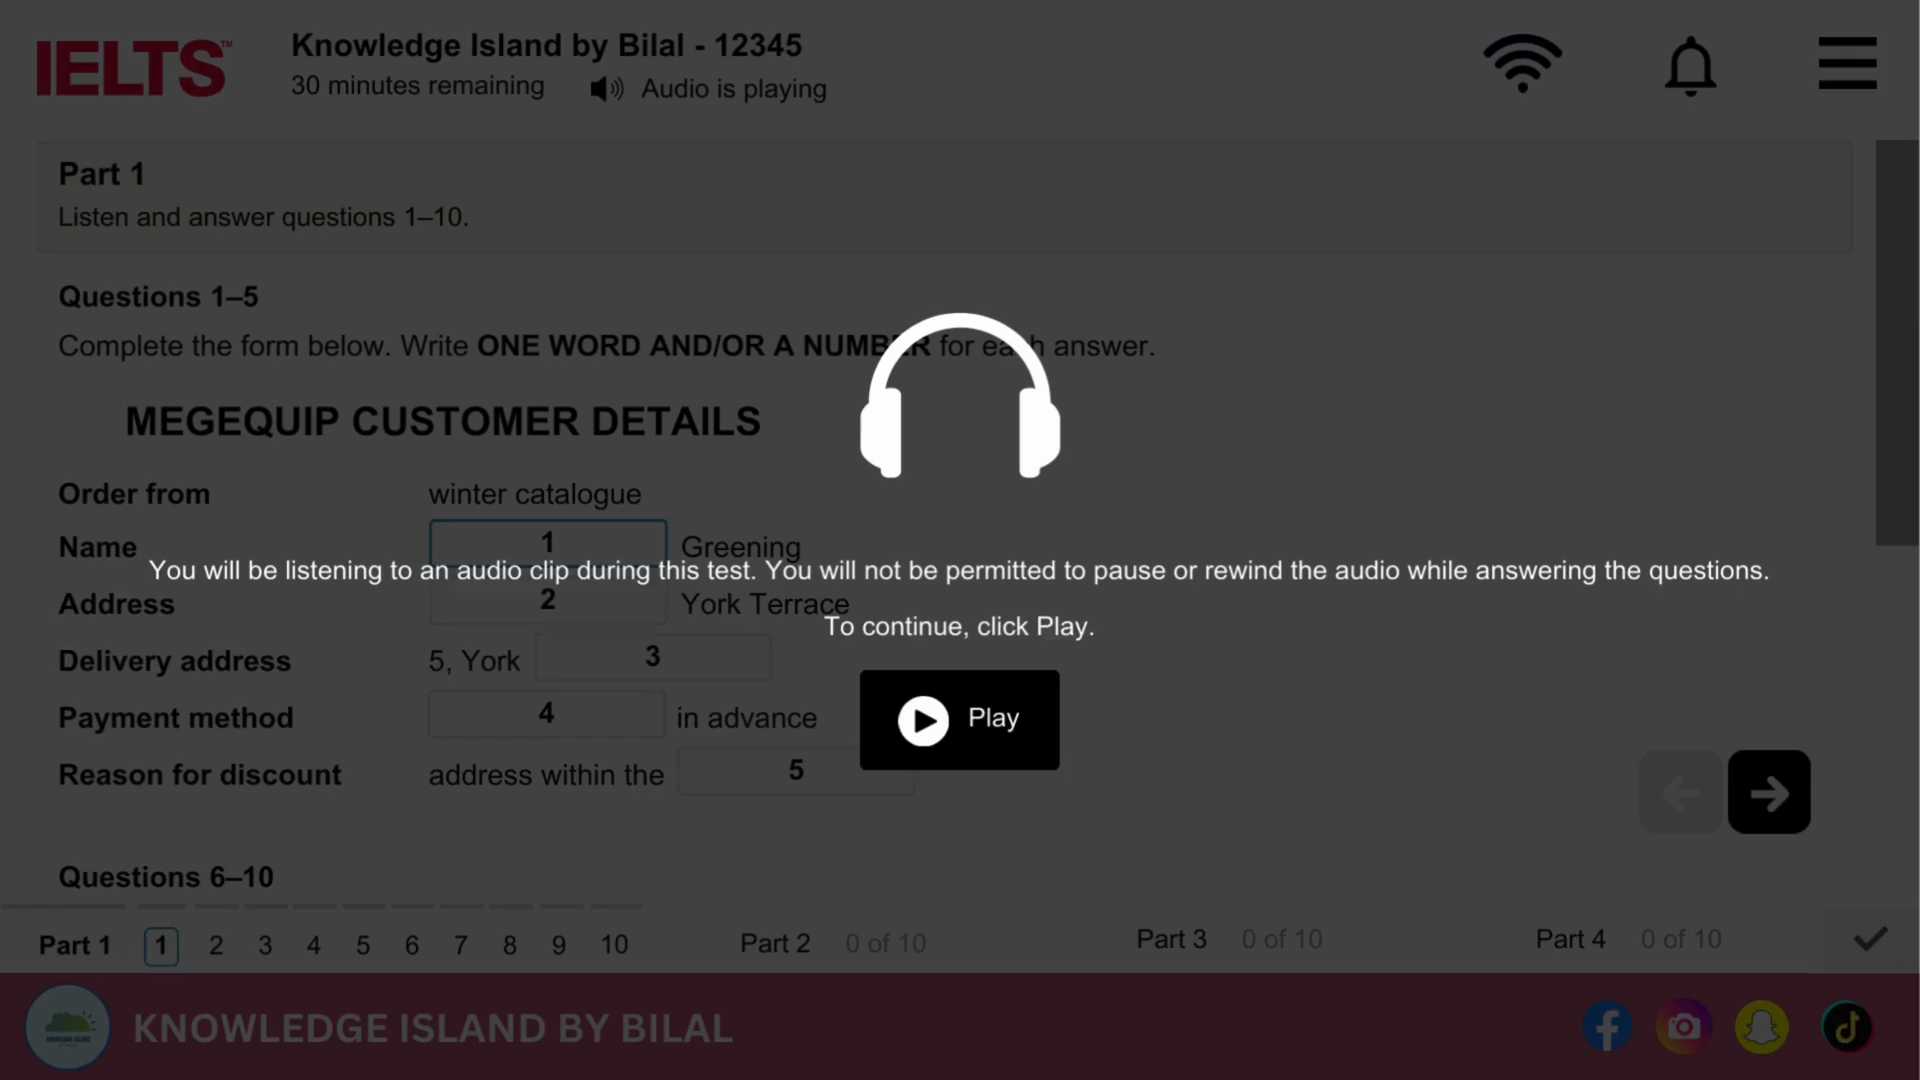 IELTS™
Knowledge Island by Bilal - 12345
30 minutes remaining
Audio is playing
Part 1
Listen and answer questions 1–10.
Questions 1–5
Complete the form below. Write ONE WORD AND/OR A NUMBER for each answer.
MEGEQUIP CUSTOMER DETAILS
Order from winter catalogue
Name 1 Greening
You will be listening to an audio clip during this test. You will not be permitted to pause or rewind the audio while answering the questions.
Address 2 York Terrace
To continue, click Play.
Delivery address 5, York 3
Payment method 4 in advance
Play
Reason for discount address within the 5
Questions 6–10
Part 1 1 2 3 4 5 6 7 8 9 10 Part 2 0 of 10 Part 3 0 of 10 Part 4 0 of 10
KNOWLEDGE ISLAND BY BILAL